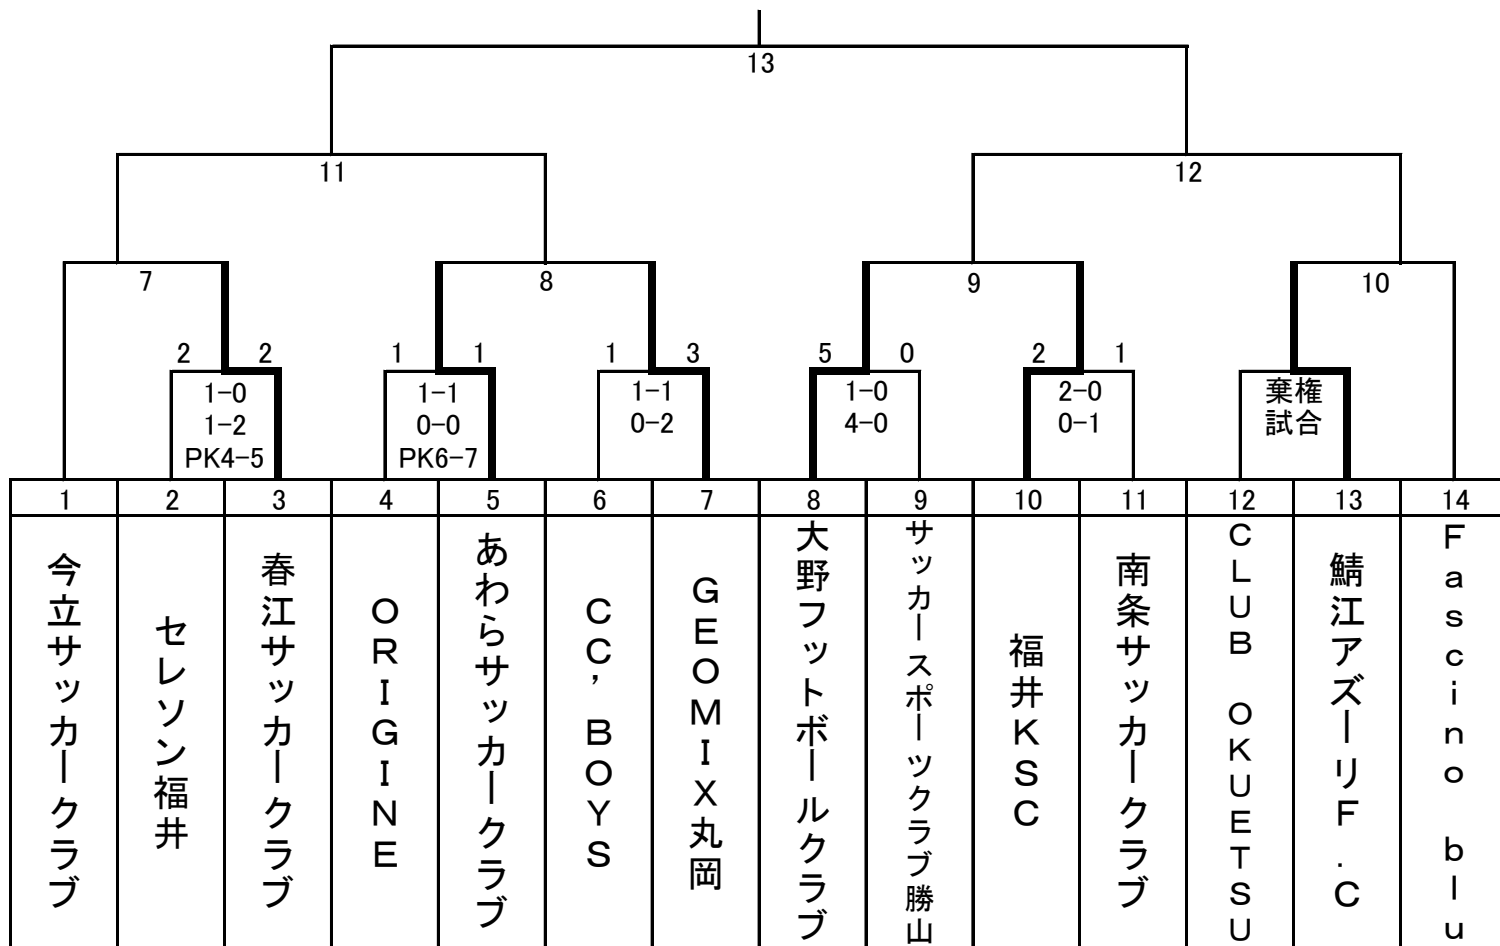 13
11
12
7
8
9
10
2 2
1 1
1 3
5 0
2 1
1-0
1-2
PK4-5
1-1
0-0
PK6-7
1-1
0-2
1-0
4-0
2-0
0-1
棄権
試合
1 2 3 4 5 6 7 8 9 10 11 12 13 14
今立サッカークラブ
セレソン福井
春江サッカークラブ
ORIGINE
あわらサッカークラブ
CC’BOYS
GEOMIX丸岡
大野フットボールクラブ
サッカースポーツクラブ勝山
福井KSC
南条サッカークラブ
CLUB OKUETSU
鯖江アズーリF.C
Fascino blu